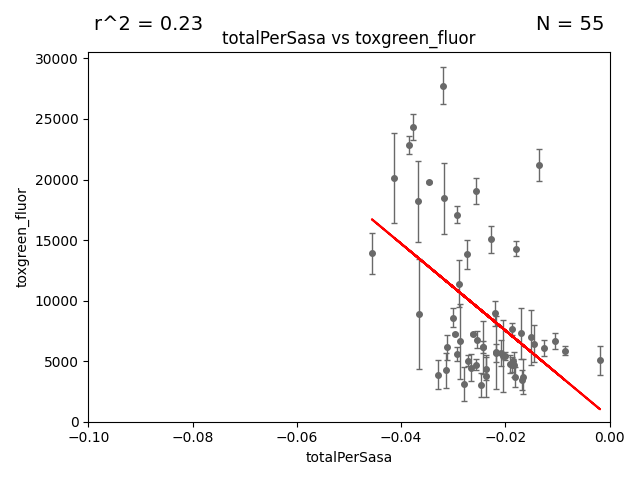 r^2 = 0.23
N = 55
totalPerSasa vs toxgreen_fluor
30000
25000
20000
15000
10000
5000
0
toxgreen_fluor
−0.10
−0.08
−0.06
−0.04
−0.02
0.00
totalPerSasa